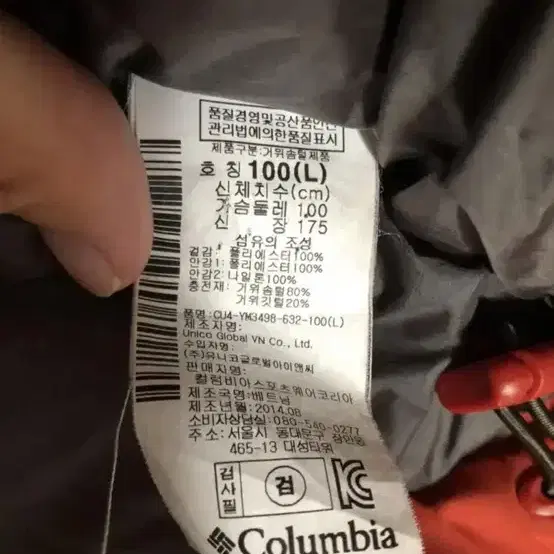 품질경영및공산품안전
관리법에의한품질표시
제품구분:거위솜털제품
호 칭 100(L)
신체치수(cm)
가슴둘레 100
신 장 175
섬유의 조성
겉감: 폴리에스터100%
안감1: 폴리에스터100%
안감2: 나일론100%
충전재: 거위솜털80%
거위깃털20%
품명:CU4-YM3498-632-100(L)
제조자명:
Unico Global VN Co., Ltd.
수입자명:
(주)유니코글로벌아이앤씨
판매자명:
컬럼비아스포츠웨어코리아
제조국명:베트남
제조년월:2014.08
소비자상담실:080-540-0277
주소: 서울시 동대문구 장안동
465-13 대성타워
검사필 검
Columbia